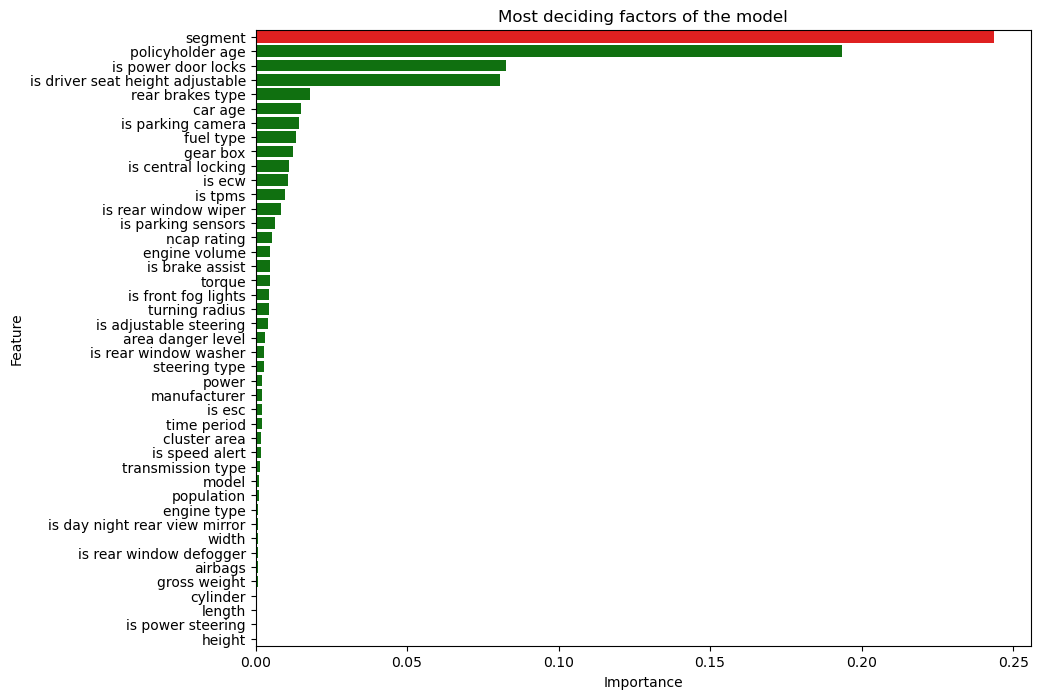 Most deciding factors of the model
segment
policyholder age
is power door locks
is driver seat height adjustable
rear brakes type
car age
is parking camera
fuel type
gear box
is central locking
is ecw
is tpms
is rear window wiper
is parking sensors
ncap rating
engine volume
is brake assist
torque
is front fog lights
turning radius
is adjustable steering
area danger level
is rear window washer
steering type
power
manufacturer
is esc
time period
cluster area
is speed alert
transmission type
model
population
engine type
is day night rear view mirror
width
is rear window defogger
airbags
gross weight
cylinder
length
is power steering
height
Feature
0.00 0.05 0.10 0.15 0.20 0.25
Importance